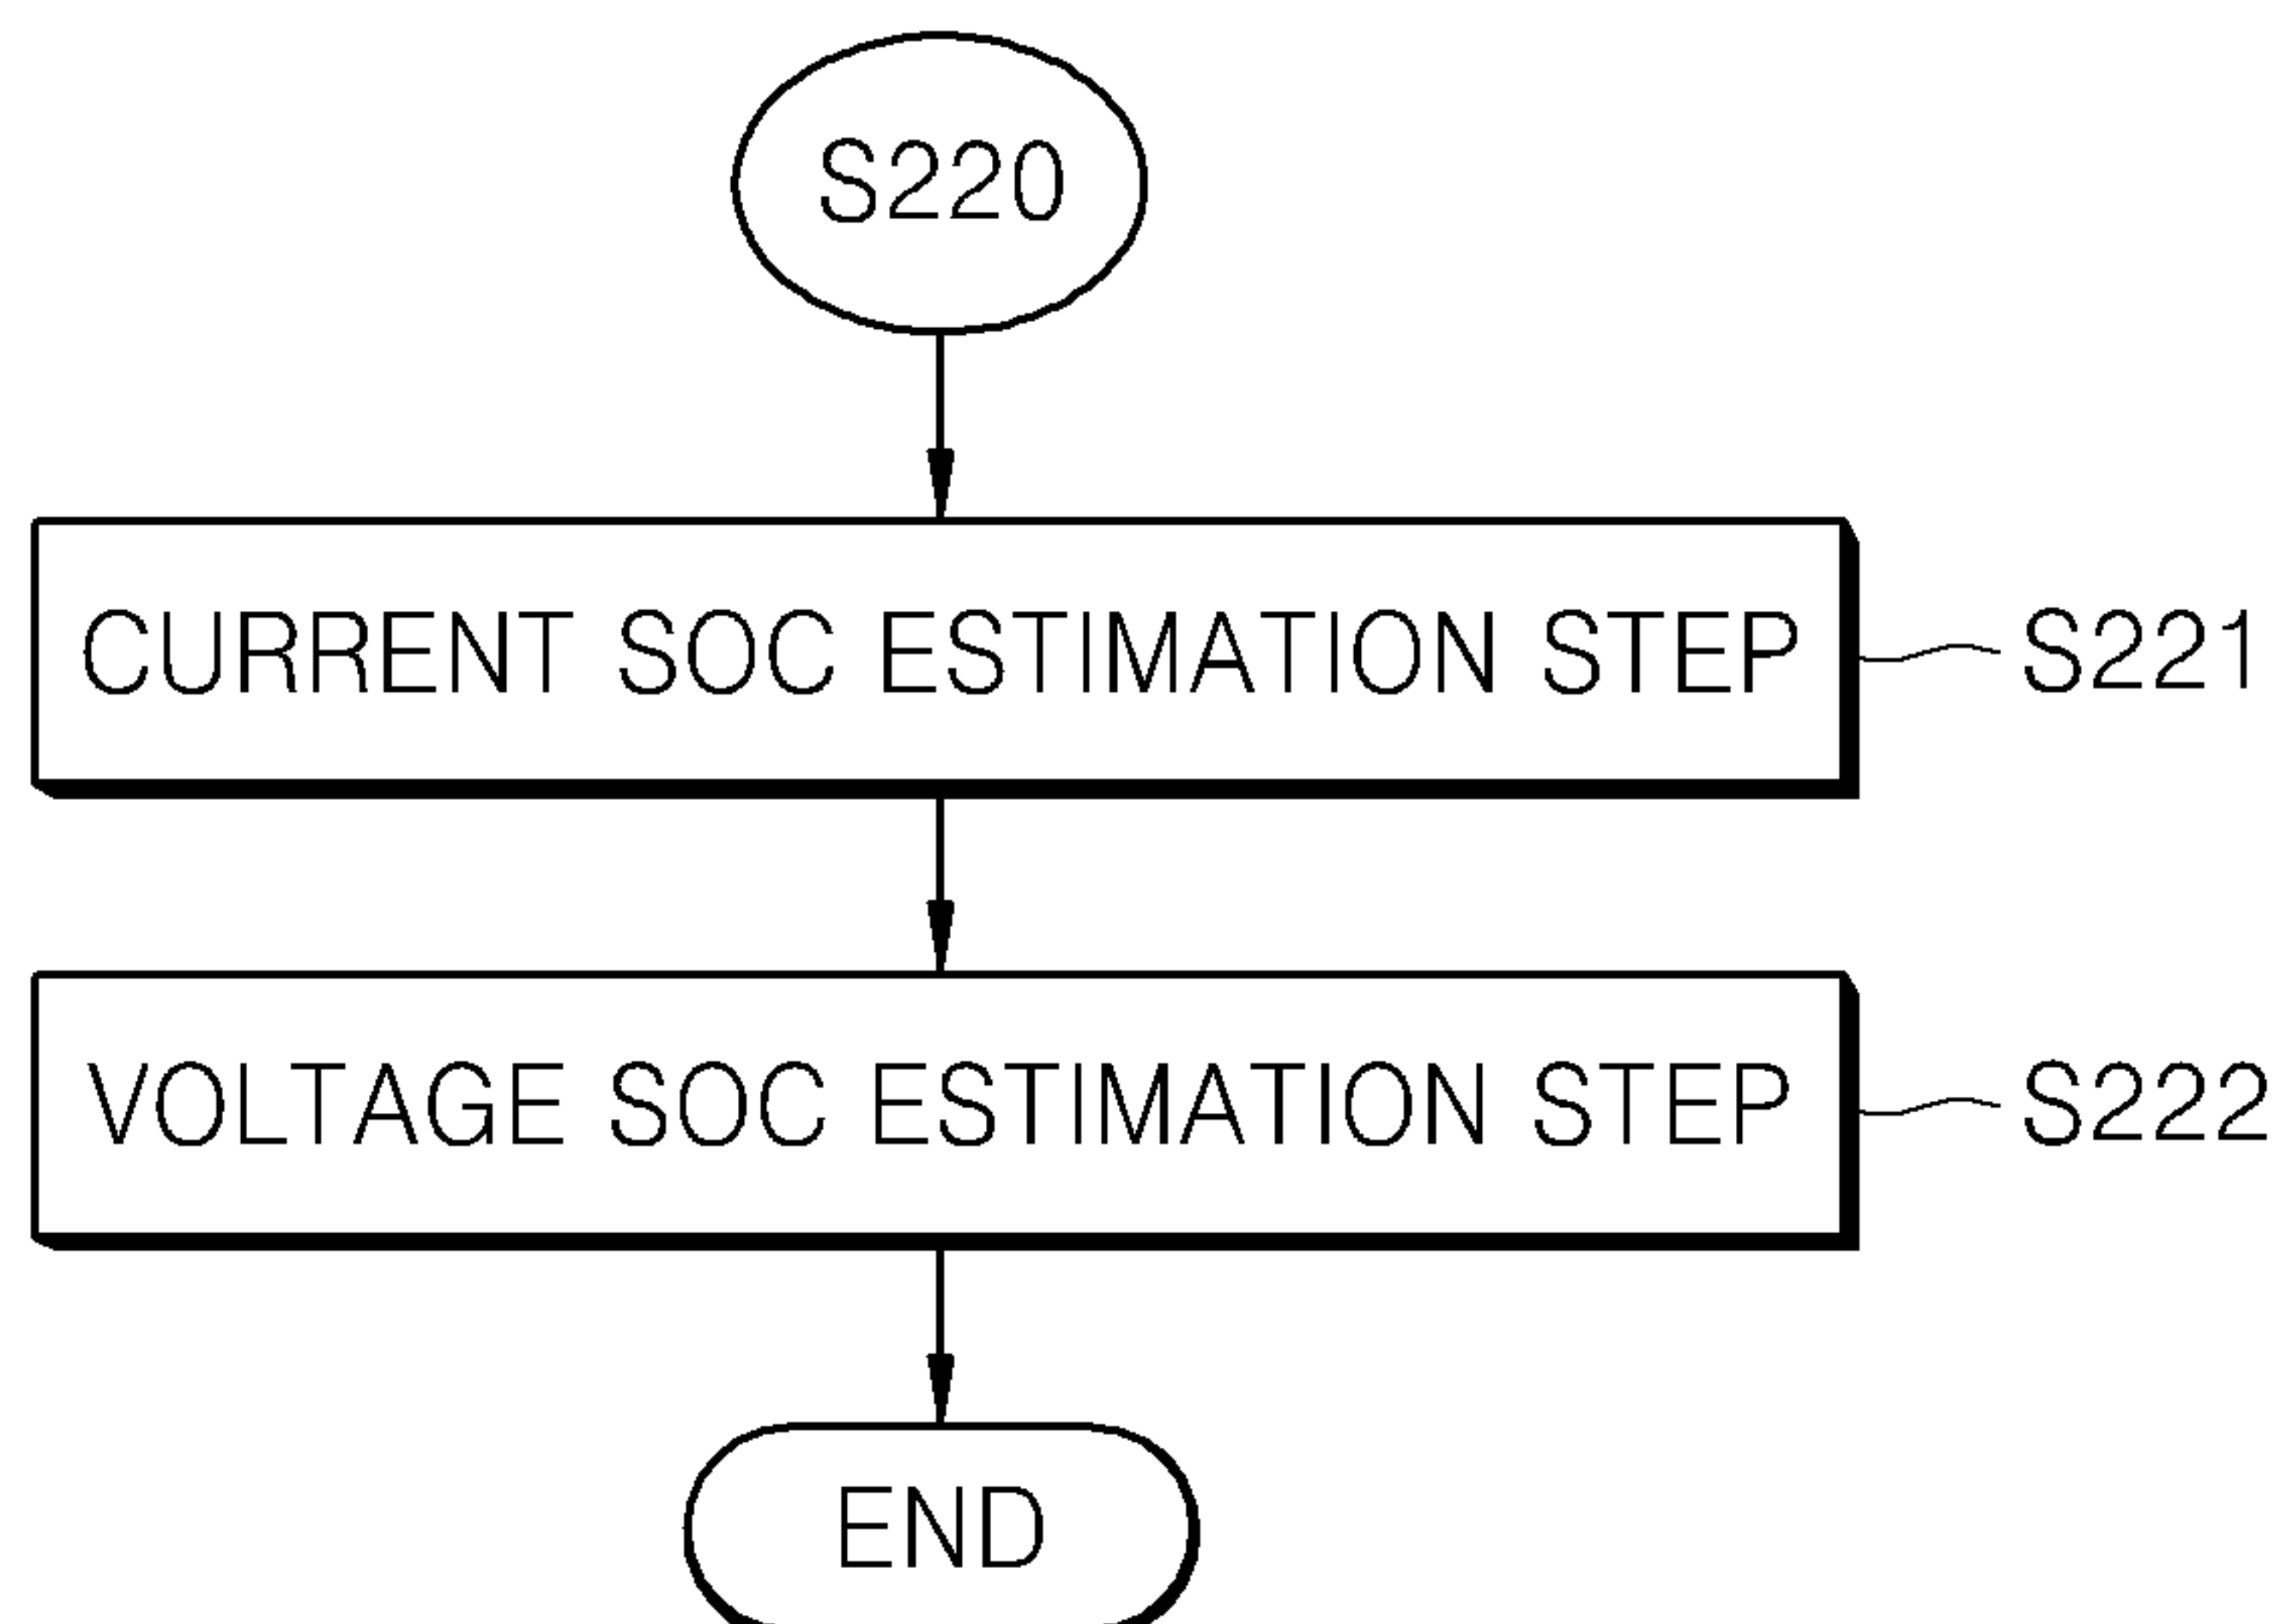 S220
CURRENT SOC ESTIMATION STEP
S221
VOLTAGE SOC ESTIMATION STEP
S222
END